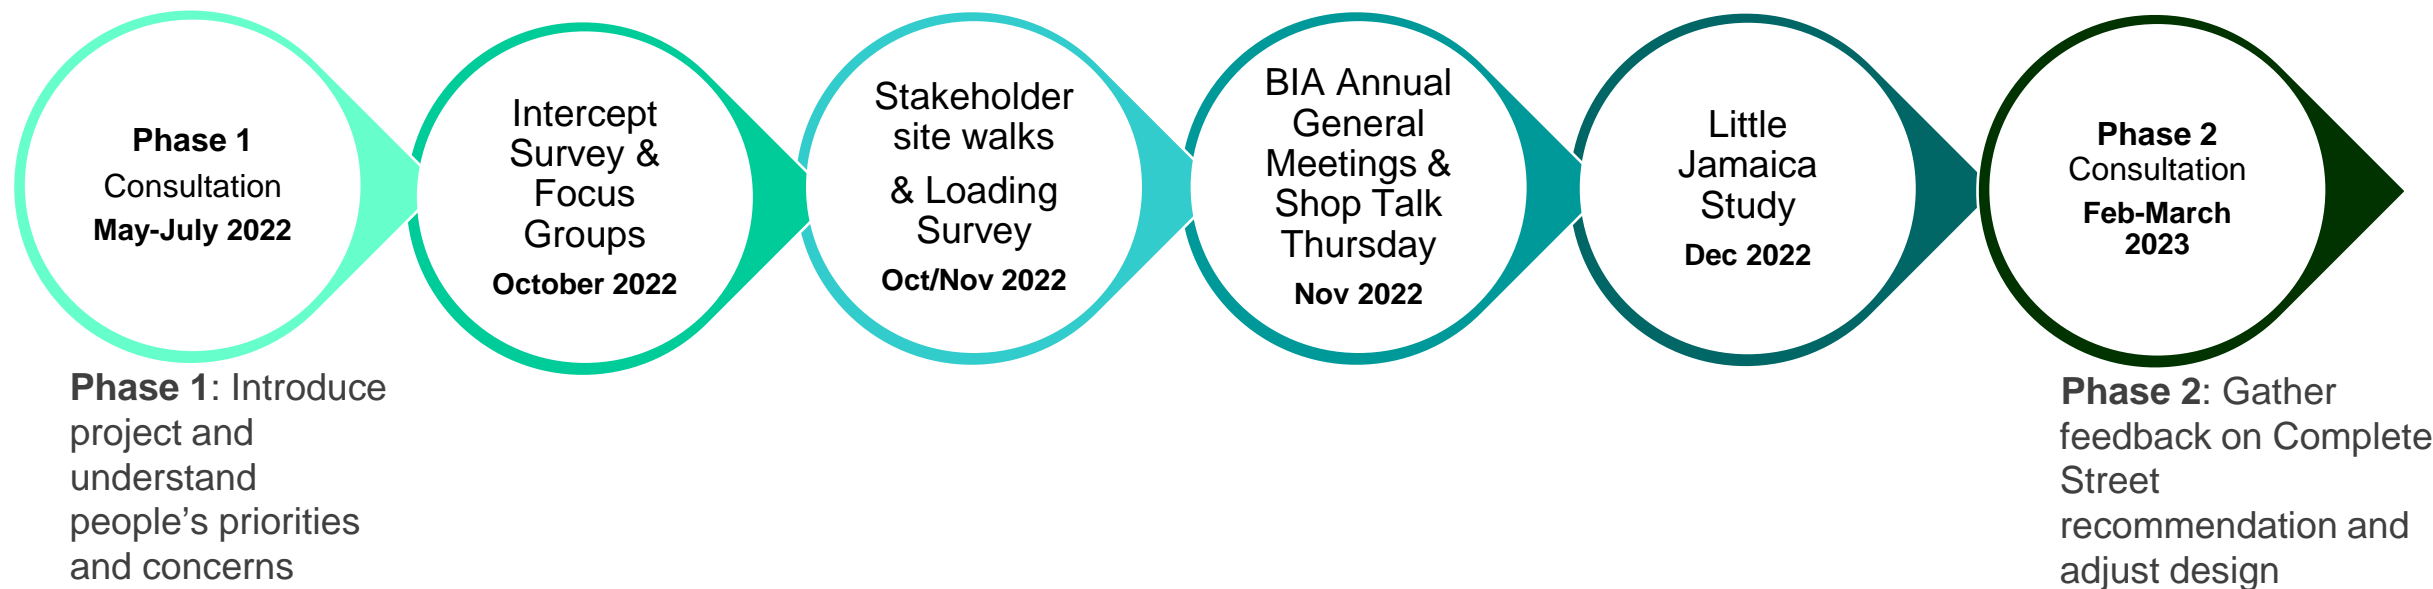 Phase 1
Consultation
May-July 2022
Intercept
Survey &
Focus
Groups
October 2022
Stakeholder
site walks
& Loading
Survey
Oct/Nov 2022
BIA Annual
General
Meetings &
Shop Talk
Thursday
Nov 2022
Little
Jamaica
Study
Dec 2022
Phase 2
Consultation
Feb-March
2023
Phase 1: Introduce
project and
understand
people’s priorities
and concerns
Phase 2: Gather
feedback on Complete
Street
recommendation and
adjust design